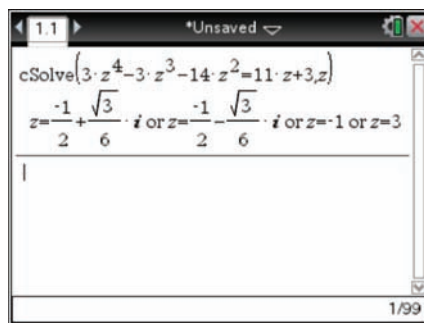 1.1 *Unsaved
cSolve(3·z^4−3·z^3−14·z^2=11·z+3,z)
z=-1/2+√3/6·i or z=-1/2−√3/6·i or z=-1 or z=3
1/99